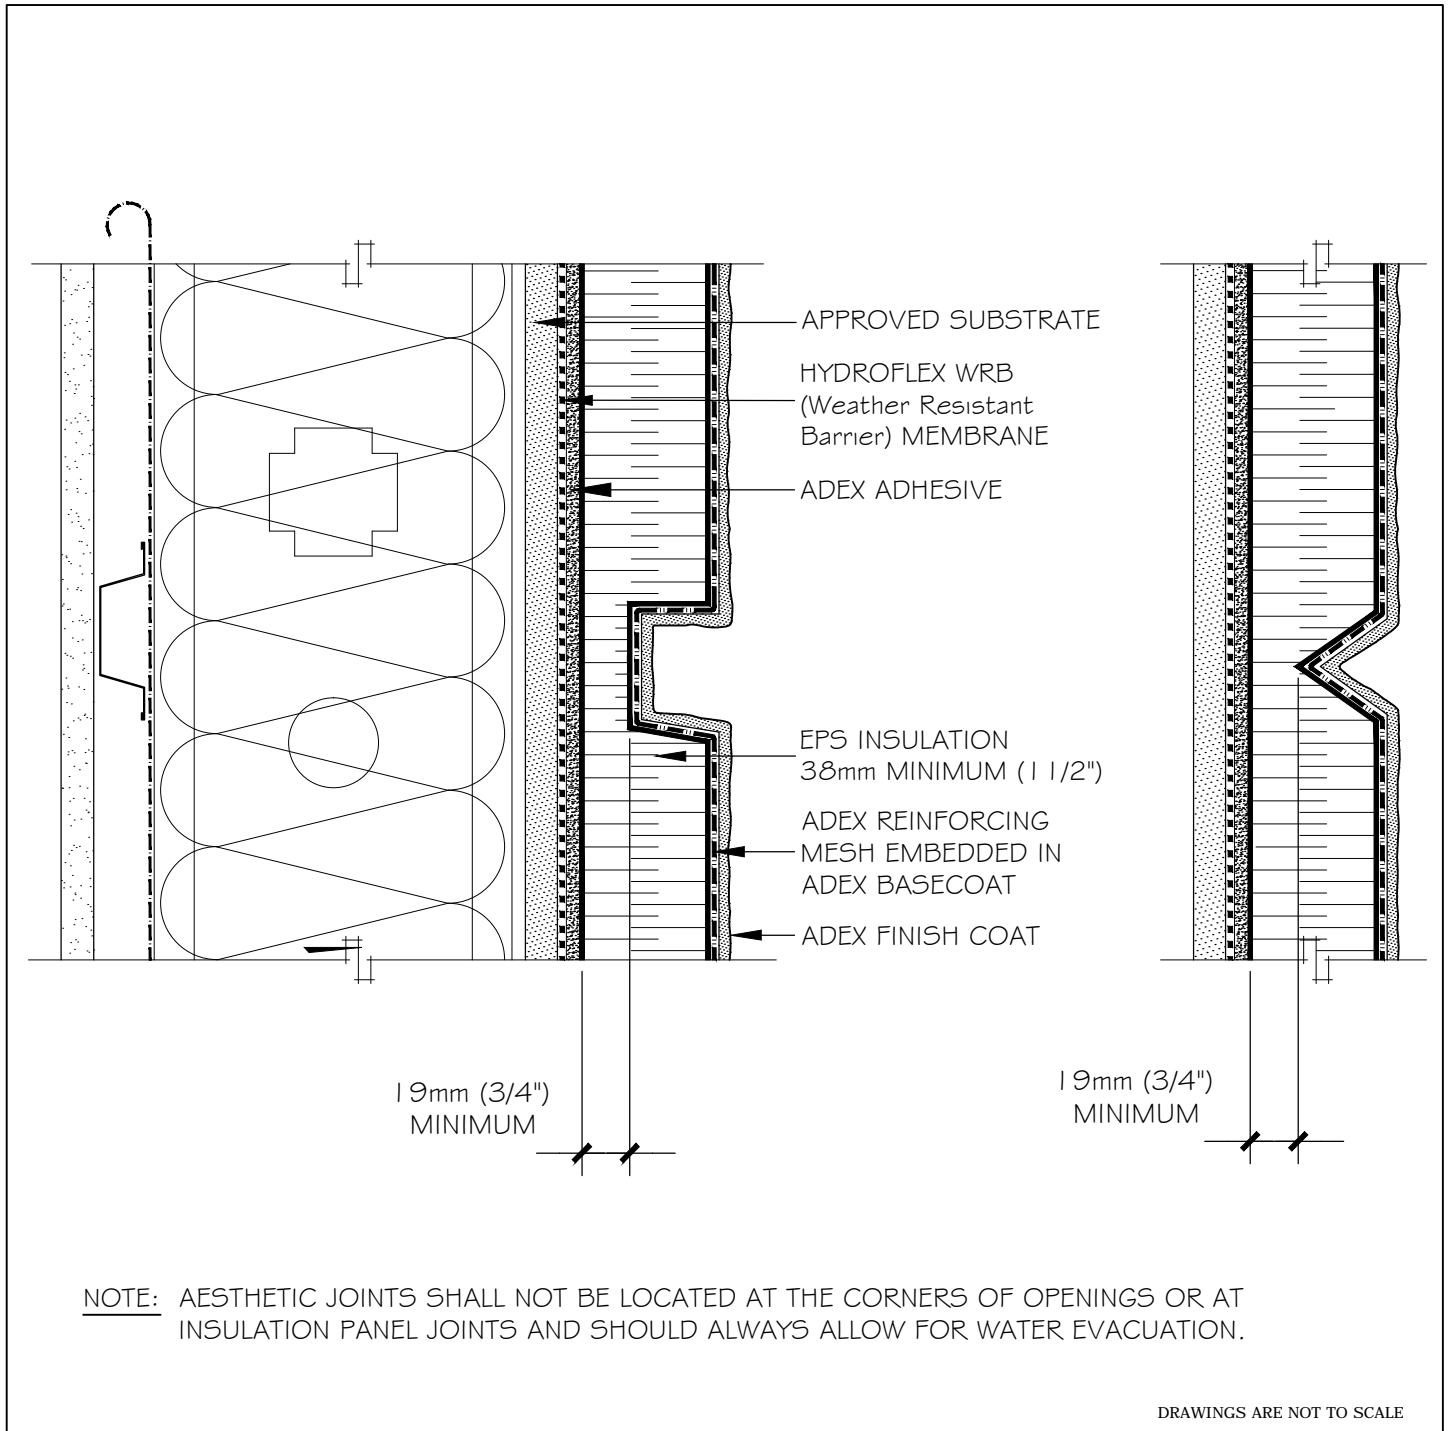 APPROVED SUBSTRATE
HYDROFLEX WRB
(Weather Resistant
Barrier) MEMBRANE
ADEX ADHESIVE
EPS INSULATION
38mm MINIMUM (1 1/2")
ADEX REINFORCING
MESH EMBEDDED IN
ADEX BASECOAT
ADEX FINISH COAT
19mm (3/4")
MINIMUM
19mm (3/4")
MINIMUM
NOTE: AESTHETIC JOINTS SHALL NOT BE LOCATED AT THE CORNERS OF OPENINGS OR AT
INSULATION PANEL JOINTS AND SHOULD ALWAYS ALLOW FOR WATER EVACUATION.
DRAWINGS ARE NOT TO SCALE